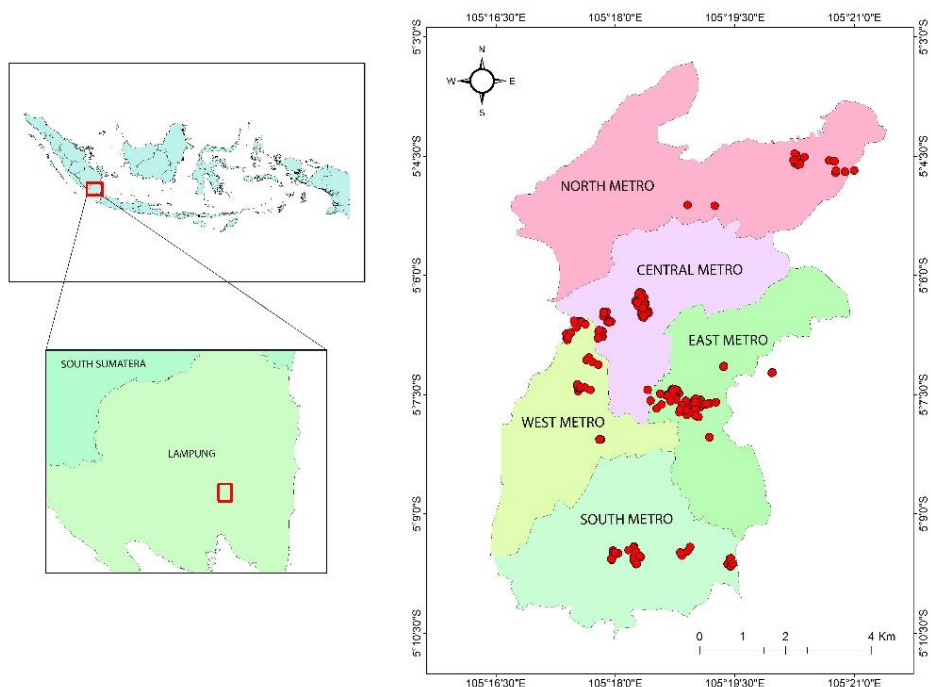 SOUTH SUMATERA
LAMPUNG
105°16'30"E 105°18'0"E 105°19'30"E 105°21'0"E
N
W E
S
5°3'0"S 5°3'0"S
5°4'30"S 5°4'30"S
NORTH METRO
5°6'0"S 5°6'0"S
CENTRAL METRO
EAST METRO
5°7'30"S 5°7'30"S
WEST METRO
5°9'0"S 5°9'0"S
SOUTH METRO
5°10'30"S 5°10'30"S
0 1 2 4 Km
105°16'30"E 105°18'0"E 105°19'30"E 105°21'0"E